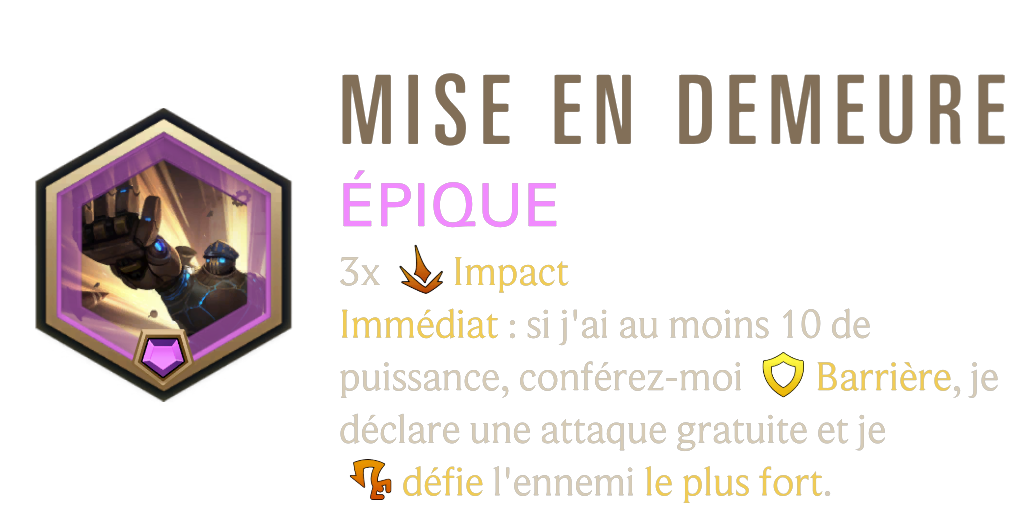 MISE EN DEMEURE
ÉPIQUE
3x Impact
Immédiat : si j'ai au moins 10 de
puissance, conférez-moi Barrière, je
déclare une attaque gratuite et je
défie l'ennemi le plus fort.